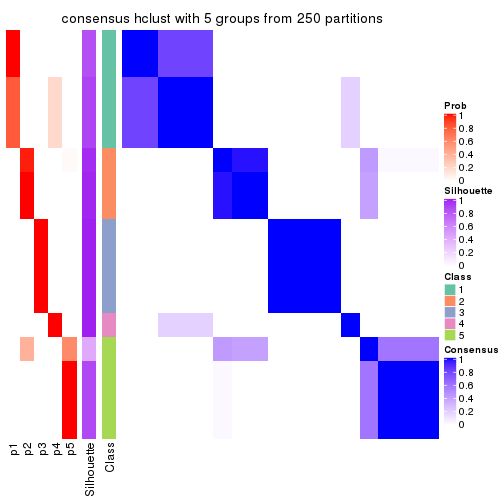 consensus hclust with 5 groups from 250 partitions
Prob
1
0.8
0.6
0.4
0.2
0
Silhouette
1
0.8
0.6
0.4
0.2
0
Class
1
2
3
4
5
Consensus
1
0.8
0.6
0.4
0.2
0
p1
p2
p3
p4
p5
Silhouette
Class